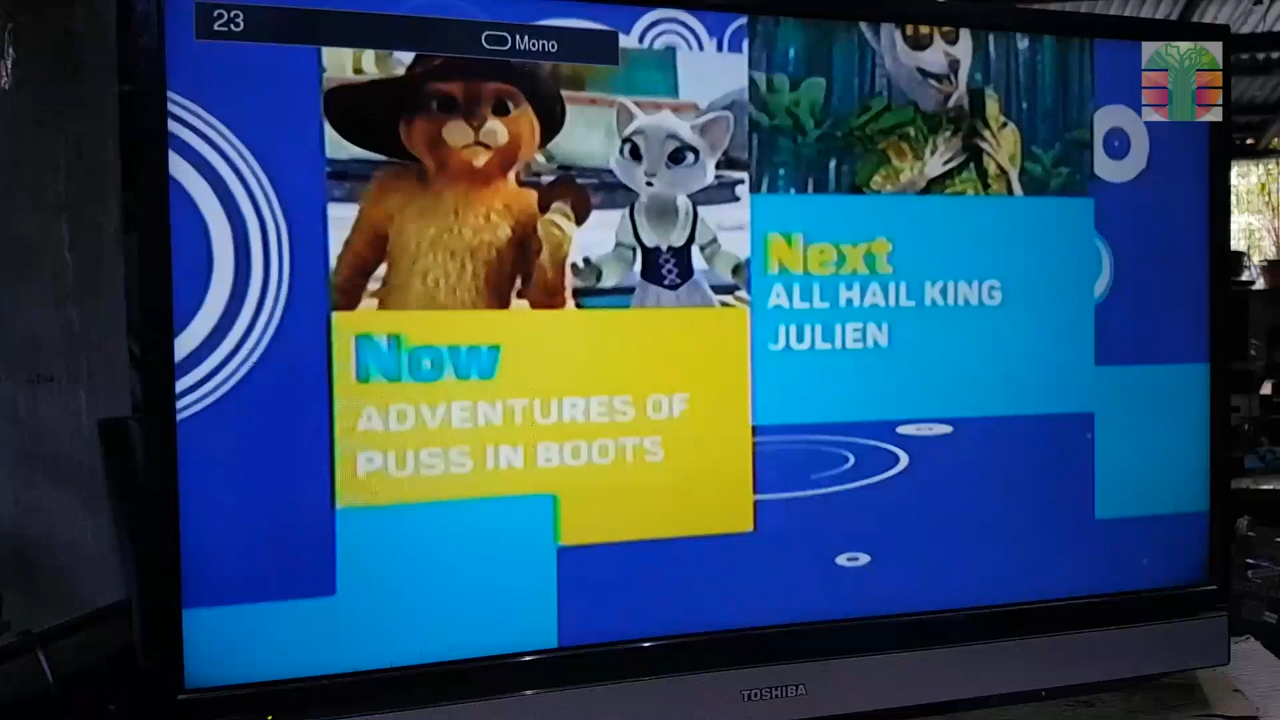 23
Mono
Now
ADVENTURES OF
PUSS IN BOOTS
Next
ALL HAIL KING
JULIEN
TOSHIBA